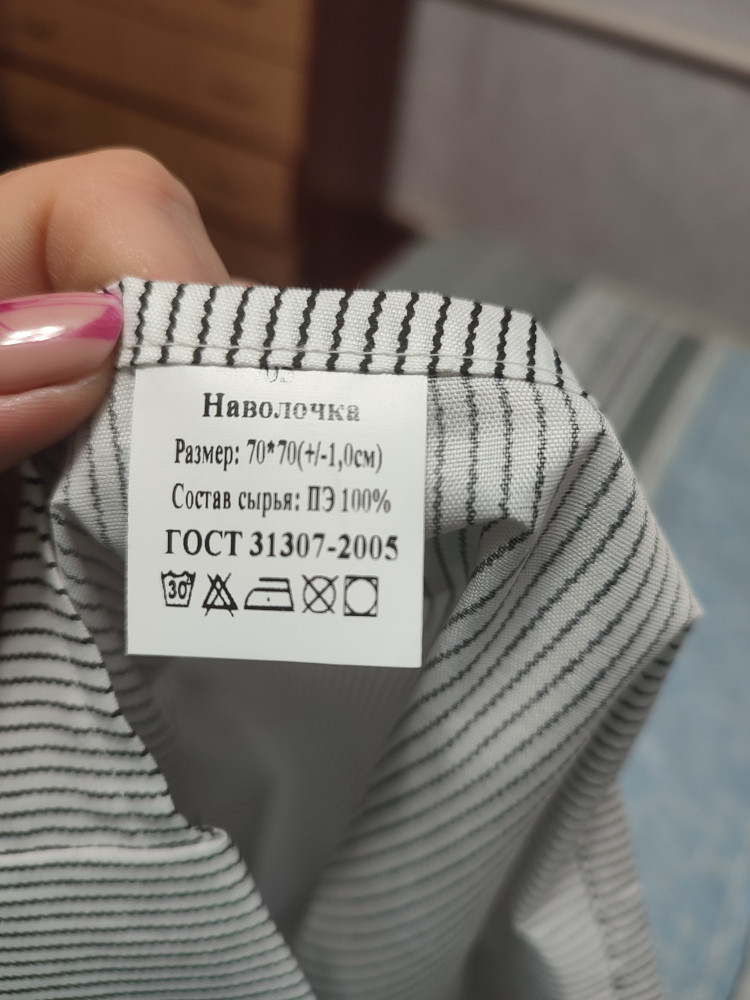 Наволочка
Размер: 70*70(+/-1,0см)
Состав сырья: ПЭ 100%
ГОСТ 31307-2005
30